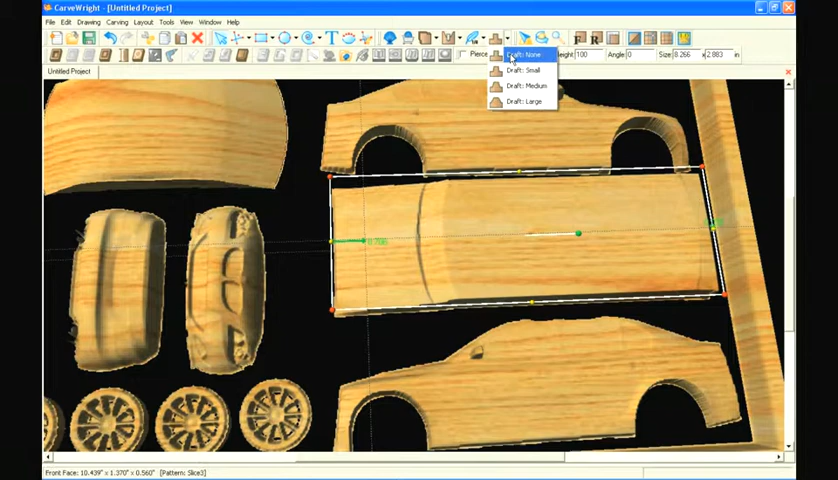 CarveWright - [Untitled Project]
File Edit Drawing Carving Layout Tools View Window Help
Pierce
Height 100 Angle: 0 Size: 8.266 x 2.883 in
Untitled Project
Draft: None
Draft: Small
Draft: Medium
Draft: Large
Front Face: 10.439" x 1.370" x 0.560" [Pattern: Slice3]